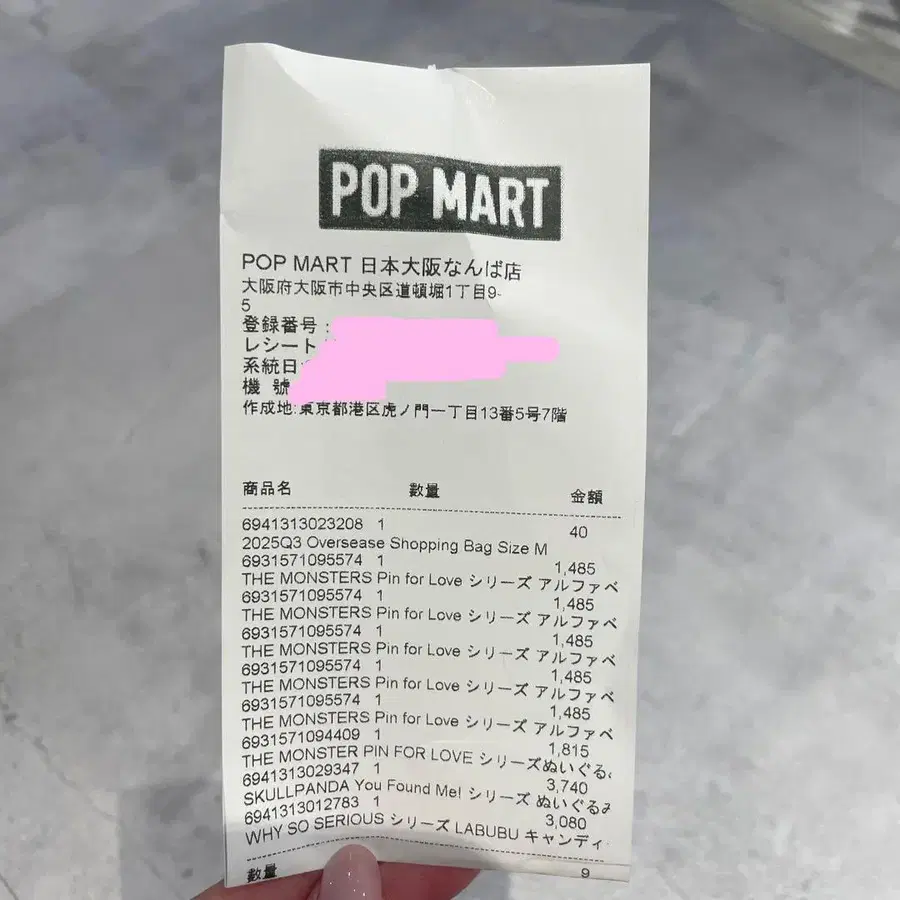 POP MART
POP MART 日本大阪なんば店
大阪府大阪市中央区道頓堀1丁目9-
5
登録番号:
レシート
系統日
機 號
作成地:東京都港区虎ノ門一丁目13番5号7階
商品名 數量 金額
6941313023208 1 40
2025Q3 Oversease Shopping Bag Size M
6931571095574 1 1,485
THE MONSTERS Pin for Love シリーズ アルファベ
6931571095574 1 1,485
THE MONSTERS Pin for Love シリーズ アルファベ
6931571095574 1 1,485
THE MONSTERS Pin for Love シリーズ アルファベ
6931571095574 1 1,485
THE MONSTERS Pin for Love シリーズ アルファベ
6931571095574 1 1,485
THE MONSTERS Pin for Love シリーズ アルファベ
6931571094409 1 1,815
THE MONSTER PIN FOR LOVE シリーズぬいぐる
6941313029347 1 3,740
SKULLPANDA You Found Me! シリーズ ぬいぐるみ
6941313012783 1 3,080
WHY SO SERIOUS シリーズ LABUBU キャンディ
數量 9